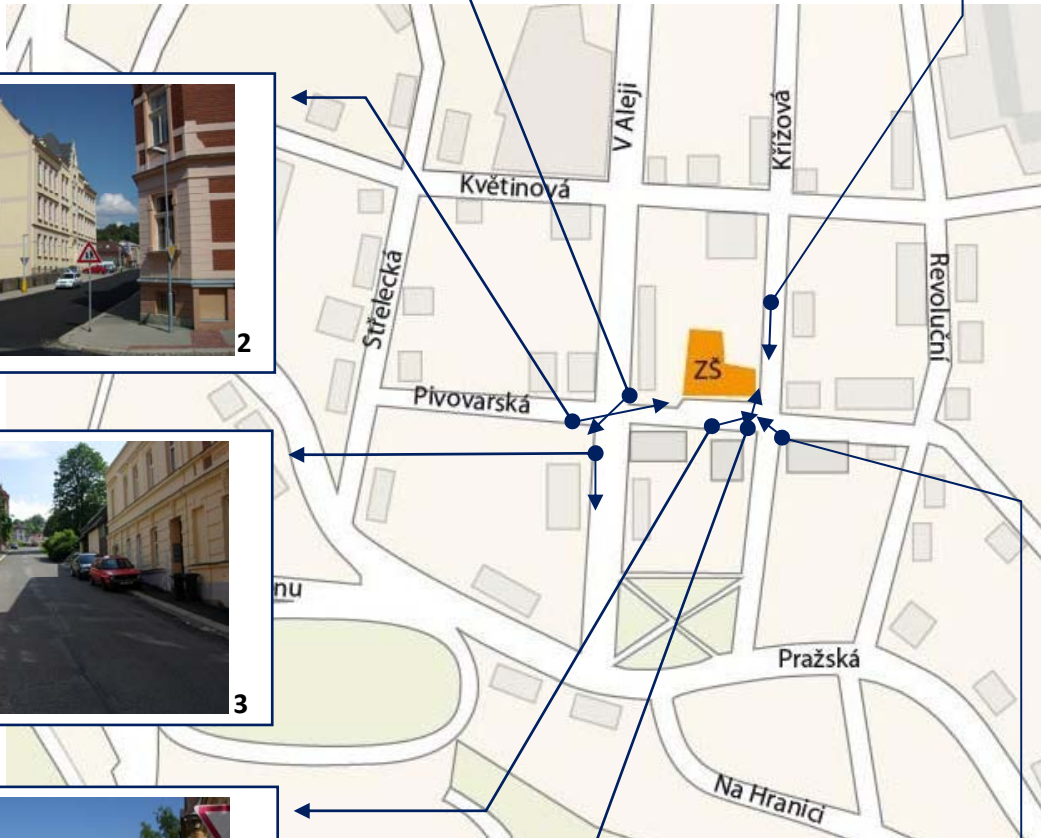 V Aleji
Křížová
Květinová
Střelecká
Revoluční
ZŠ
2
Pivovarská
nu
Pražská
3
Na Hranici